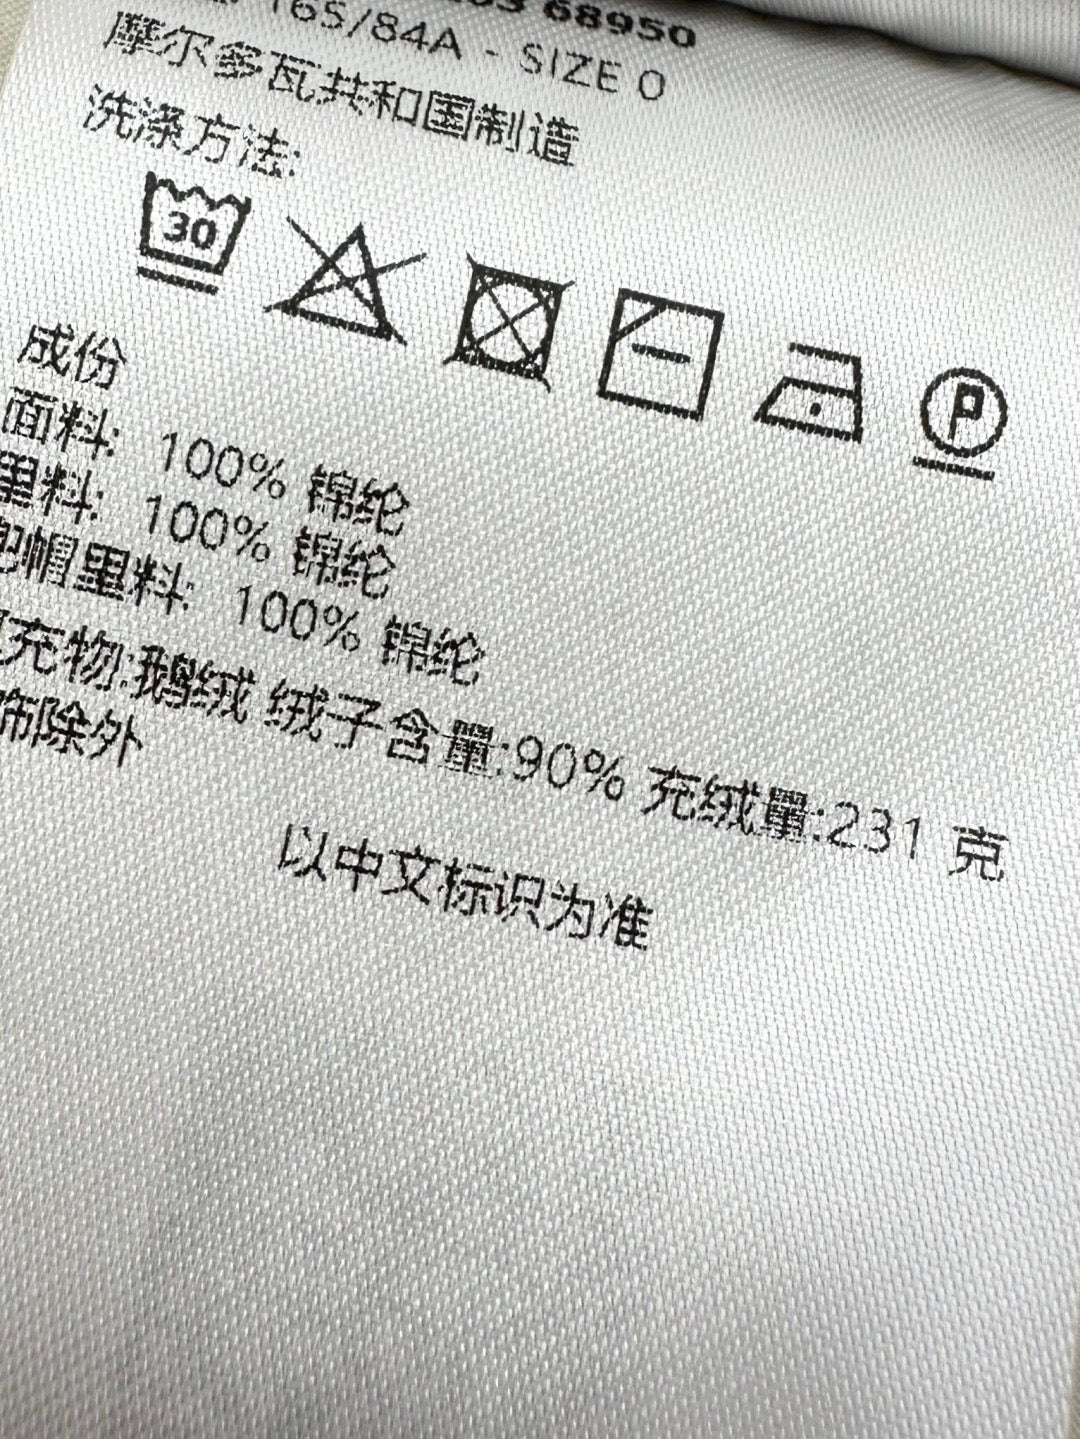 68950
165/84A - SIZE 0
摩尔多瓦共和国制造
洗涤方法:
30
P
成份
面料: 100% 锦纶
里料: 100% 锦纶
帽里料: 100% 锦纶
充物:鹅绒 绒子含量:90% 充绒量:231 克
饰除外
以中文标识为准